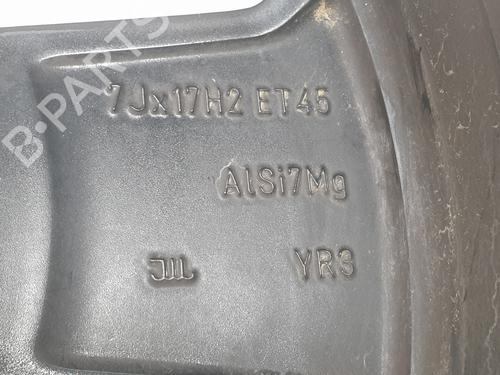 B-PARTS
7Jx17H2 ET45
AlSi7Mg
YR3